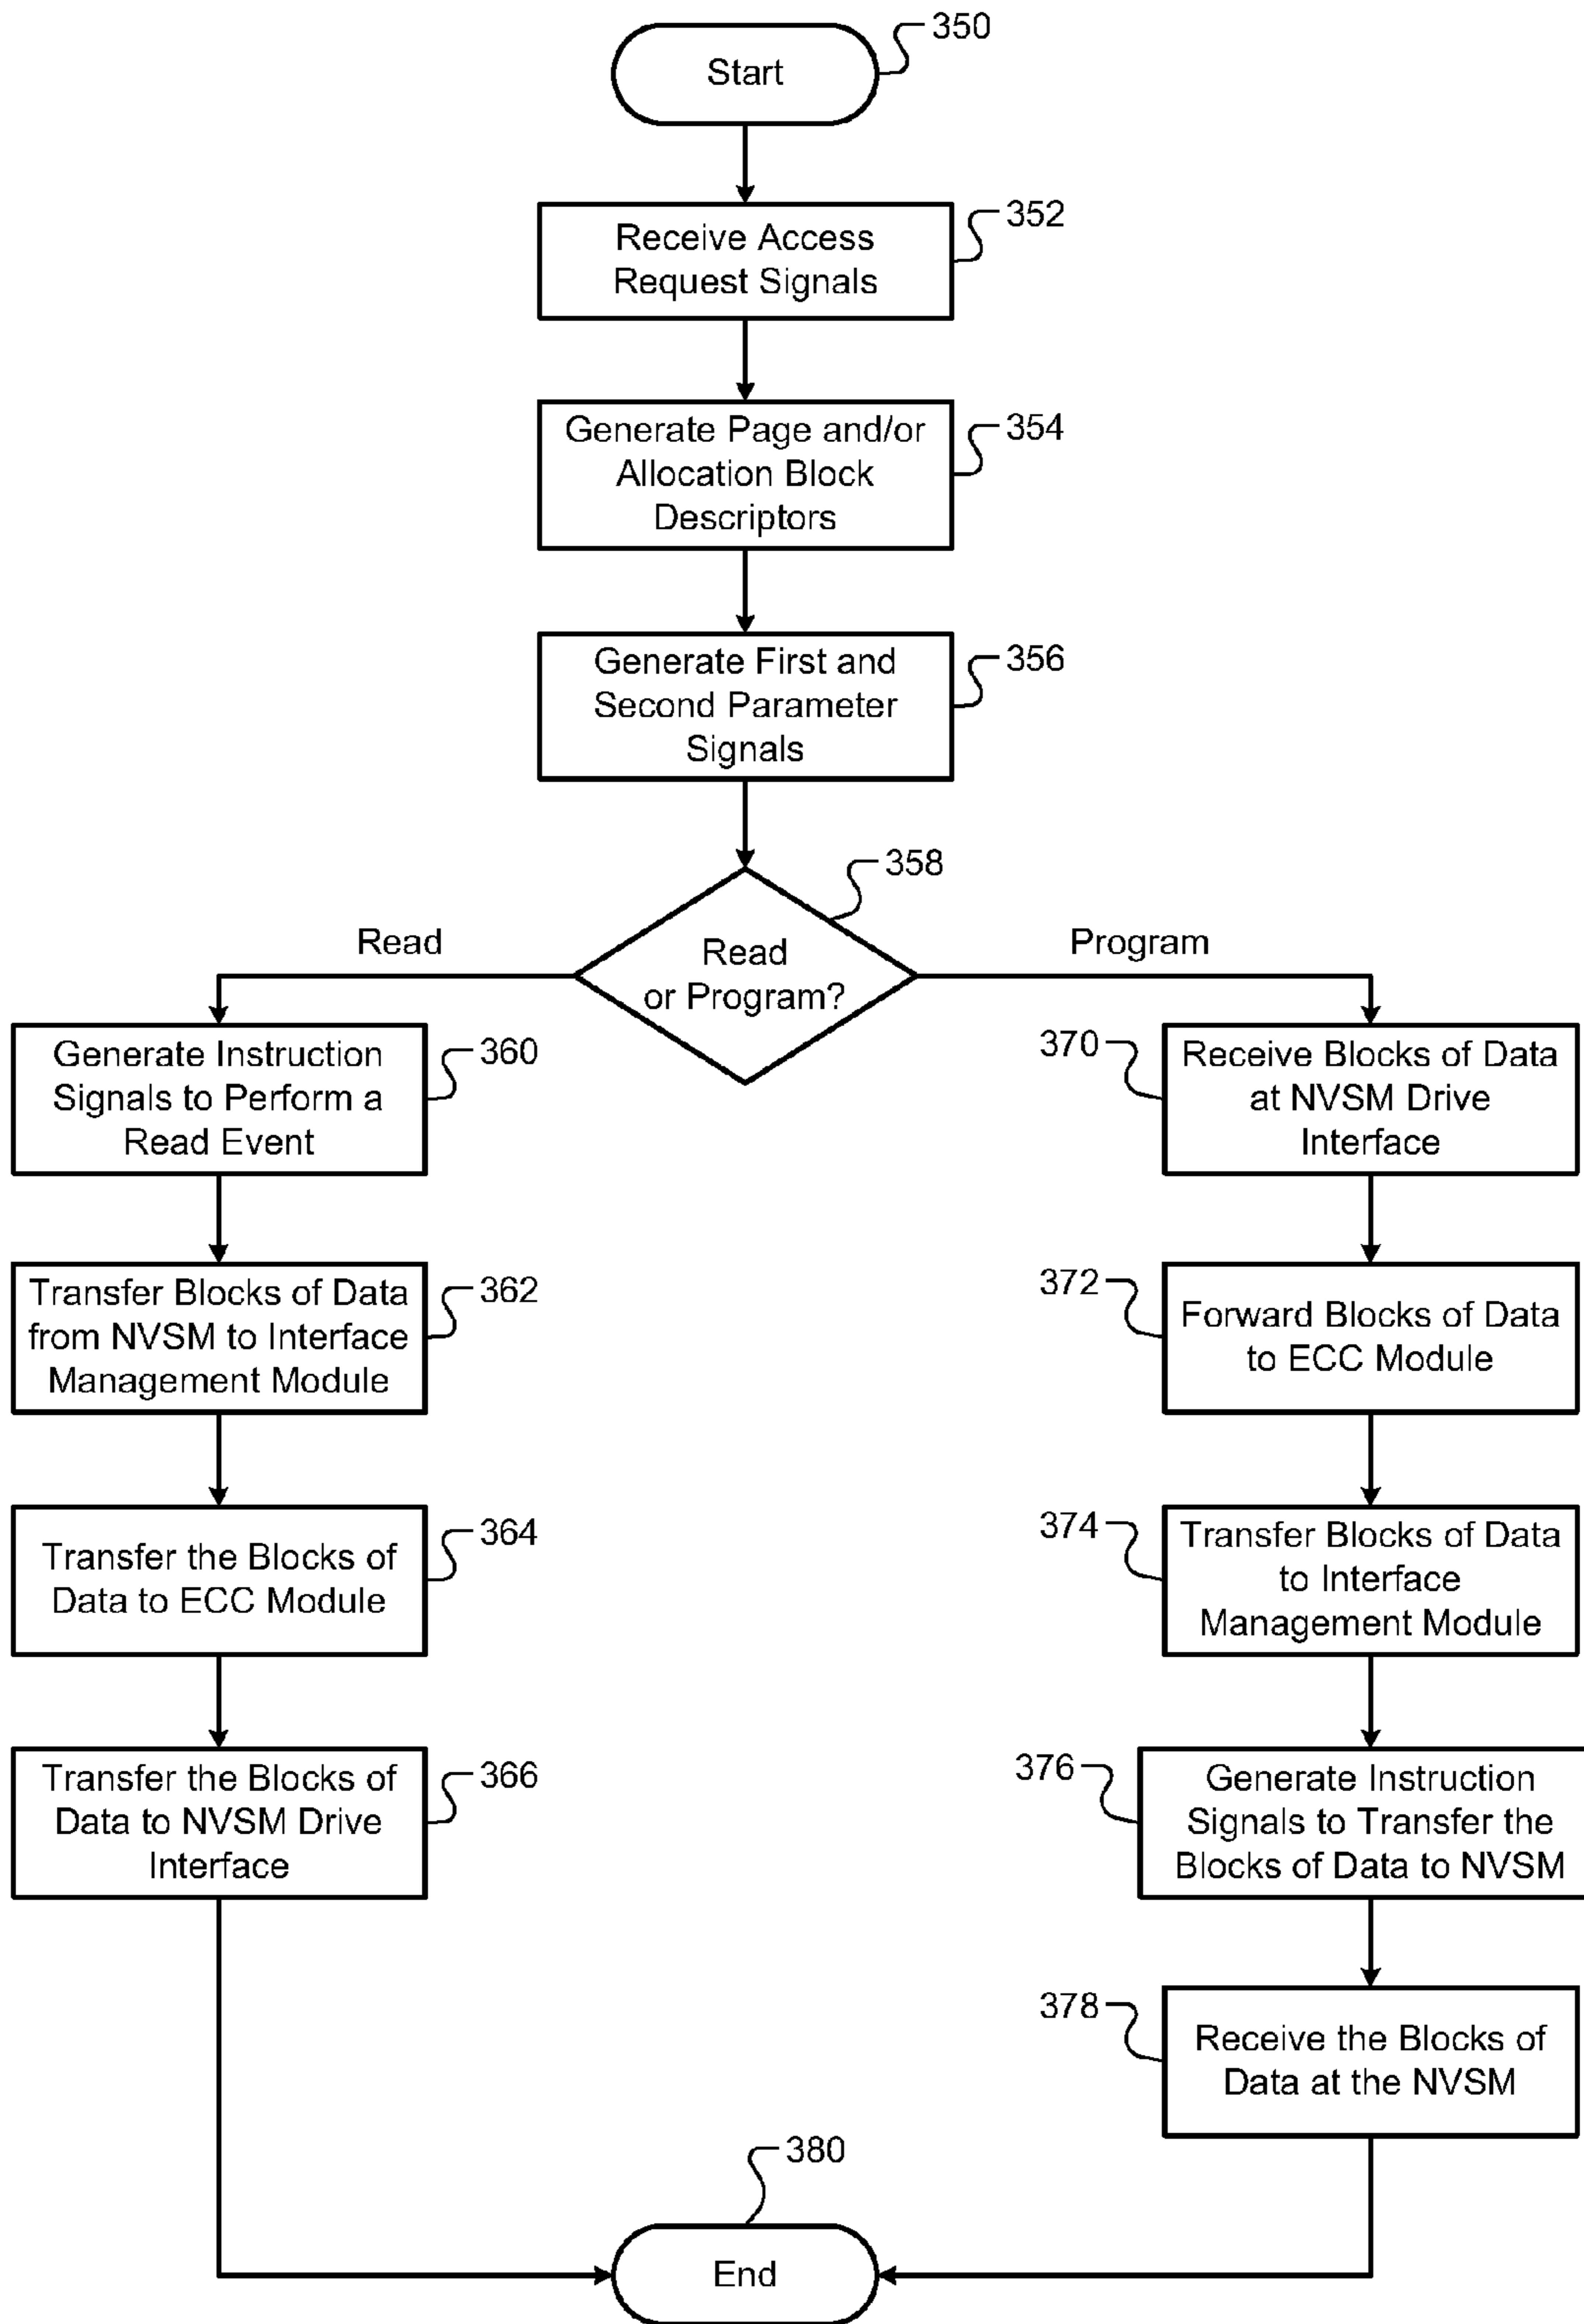 Start
350
Receive Access
Request Signals
352
Generate Page and/or
Allocation Block
Descriptors
354
Generate First and
Second Parameter
Signals
356
358
Read
or Program?
Read
Program
Generate Instruction
Signals to Perform a
Read Event
360
Transfer Blocks of Data
from NVSM to Interface
Management Module
362
Transfer the Blocks of
Data to ECC Module
364
Transfer the Blocks of
Data to NVSM Drive
Interface
366
370
Receive Blocks of Data
at NVSM Drive
Interface
372
Forward Blocks of Data
to ECC Module
374
Transfer Blocks of Data
to Interface
Management Module
376
Generate Instruction
Signals to Transfer the
Blocks of Data to NVSM
378
Receive the Blocks of
Data at the NVSM
380
End